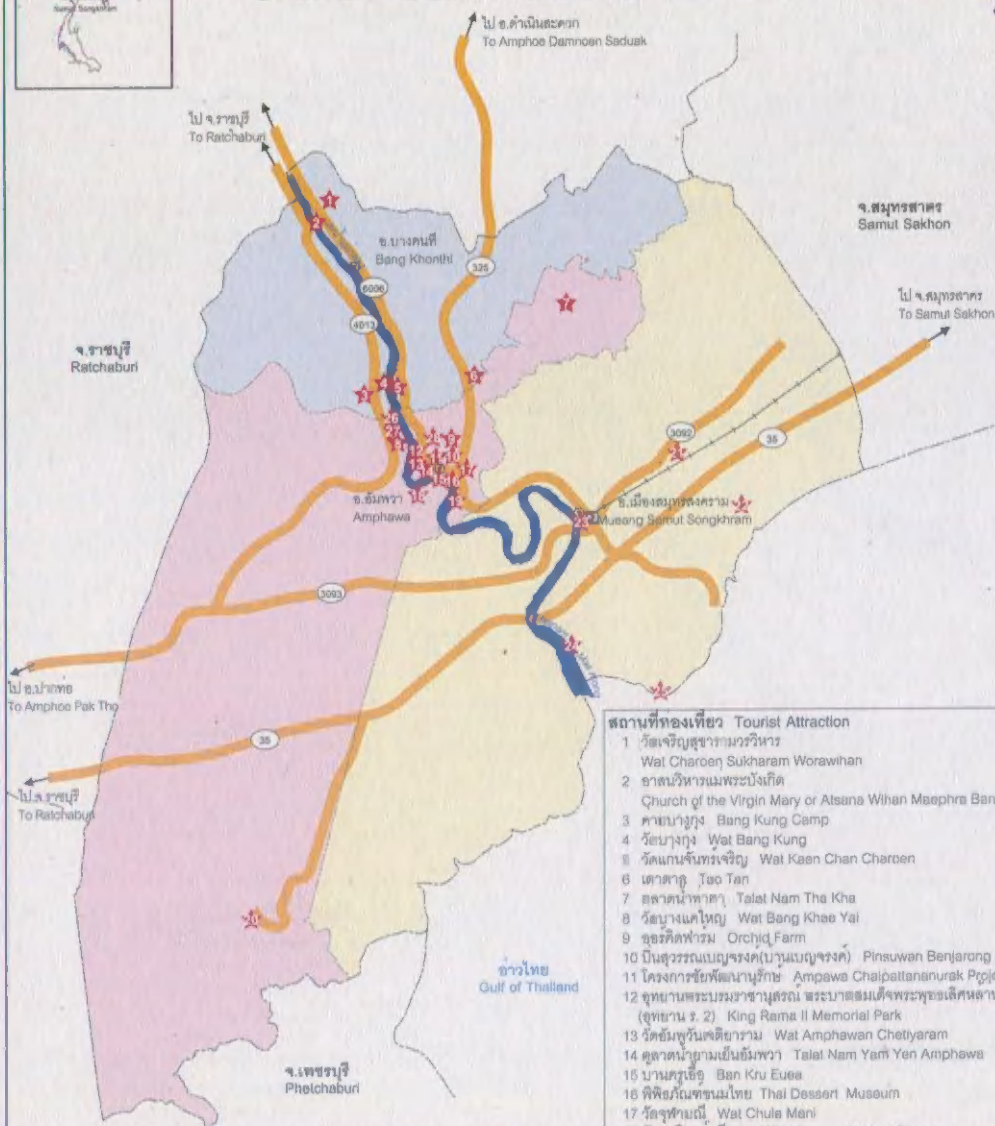 Samut Songkhram
ไป อ.ดำเนินสะดวก
To Amphoe Damnoen Saduak
ไป จ.ราชบุรี
To Ratchaburi
จ.สมุทรสาคร
Samut Sakhon
อ.บางคนที
Bang Khonthi
325
7
6006
ไป จ.สมุทรสาคร
To Samut Sakhon
4013
จ.ราชบุรี
Ratchaburi
3092
35
อ.อัมพวา
Amphawa
อ.เมืองสมุทรสงคราม
Mueang Samut Songkhram
3093
ไป อ.ปากท่อ
To Amphoe Pak Tho
35
ไป จ.ราชบุรี
To Ratchaburi
อ่าวไทย
Gulf of Thailand
จ.เพชรบุรี
Phetchaburi
สถานที่ท่องเที่ยว Tourist Attraction
1 วัดเจริญสุขารามวรวิหาร
Wat Charoen Sukharam Worawihan
2 อาสนวิหารแม่พระบังเกิด
Church of the Virgin Mary or Atsana Wihan Maephra
3 ค่ายบางกุ้ง Bang Kung Camp
4 วัดบางกุ้ง Wat Bang Kung
5 วัดแก่นจันทร์เจริญ Wat Kaen Chan Charoen
6 เตาตาล Tao Tan
7 ตลาดน้ำท่าคา Talat Nam Tha Kha
8 วัดบางแคใหญ่ Wat Bang Khae Yai
9 ออร์คิดฟาร์ม Orchid Farm
10 ปิ่นสุวรรณเบญจรงค์(บ้านเบญจรงค์) Pinsuwan Benjarong
11 โครงการชัยพัฒนานุรักษ์ Ampawa Chaipattananurak
12 อุทยานพระบรมราชานุสรณ์ พระบาทสมเด็จพระพุทธเลิศหล้า
(อุทยาน ร. 2) King Rama II Memorial Park
13 วัดอัมพวันเจติยาราม Wat Amphawan Chetiyaram
14 ตลาดน้ำยามเย็นอัมพวา Talat Nam Yam Yen Amphawa
15 บ้านครูเอื้อ Ban Kru Euea
16 พิพิธภัณฑ์ขนมไทย Thai Dessert Museum
17 วัดจุฬามณี Wat Chula Mani